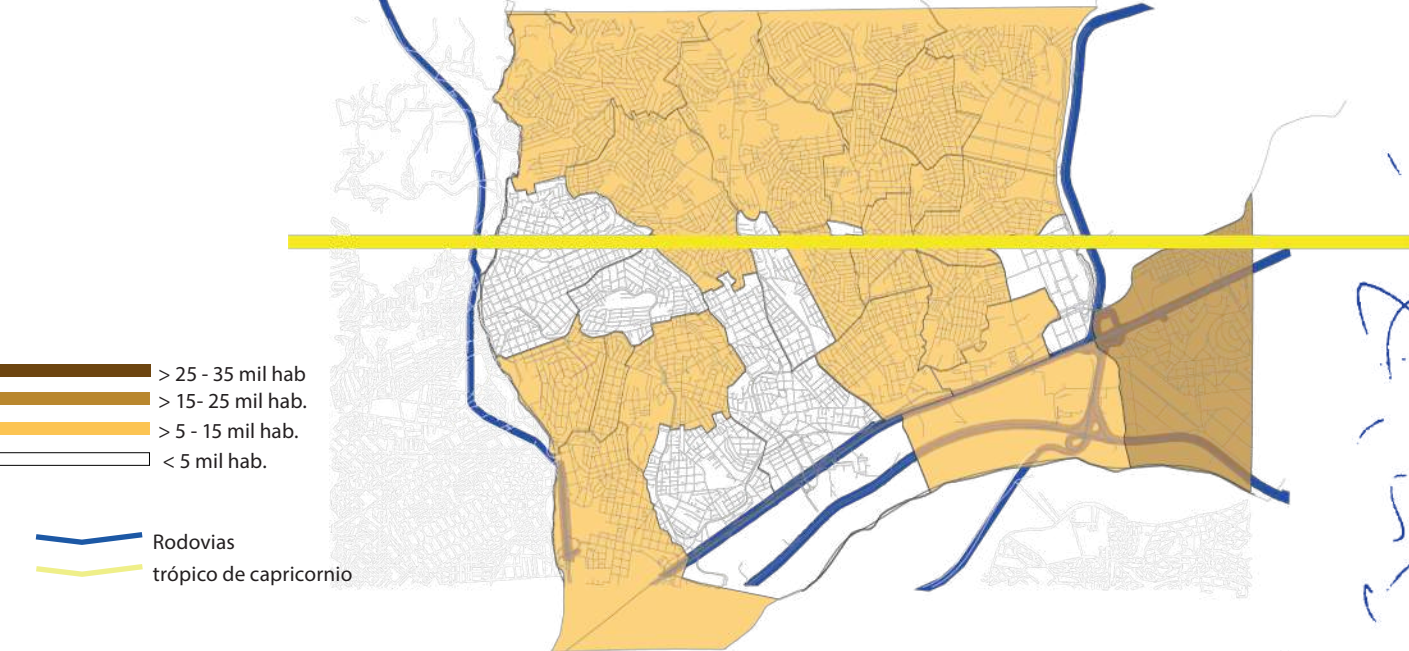 > 25 - 35 mil hab
> 15- 25 mil hab.
> 5 - 15 mil hab.
< 5 mil hab.
Rodovias
trópico de capricornio